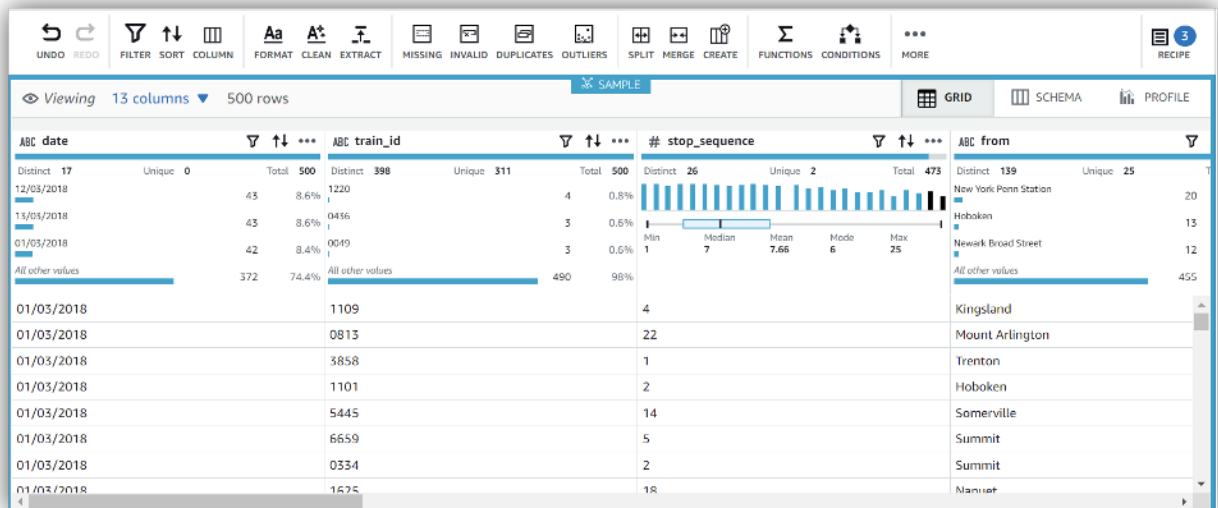 UNDO REDO FILTER SORT COLUMN FORMAT CLEAN EXTRACT MISSING INVALID DUPLICATES OUTLIERS SPLIT MERGE CREATE FUNCTIONS CONDITIONS MORE RECIPE 3
SAMPLE
Viewing 13 columns 500 rows GRID SCHEMA PROFILE
ABC date
Distinct 17 Unique 0 Total 500
12/03/2018 43 8.6%
13/03/2018 43 8.6%
01/03/2018 42 8.4%
All other values 372 74.4%
ABC train_id
Distinct 398 Unique 311 Total 500
1220 4 0.8%
0436 3 0.6%
0049 3 0.6%
All other values 490 98%
# stop_sequence
Distinct 26 Unique 2 Total 473
Min Median Mean Mode Max
1 7 7.66 6 25
ABC from
Distinct 139 Unique 25
New York Penn Station 20
Hoboken 13
Newark Broad Street 12
All other values 455
01/03/2018 1109 4 Kingsland
01/03/2018 0813 22 Mount Arlington
01/03/2018 3858 1 Trenton
01/03/2018 1101 2 Hoboken
01/03/2018 5445 14 Somerville
01/03/2018 6659 5 Summit
01/03/2018 0334 2 Summit
01/03/2018 1625 18 Nanuet